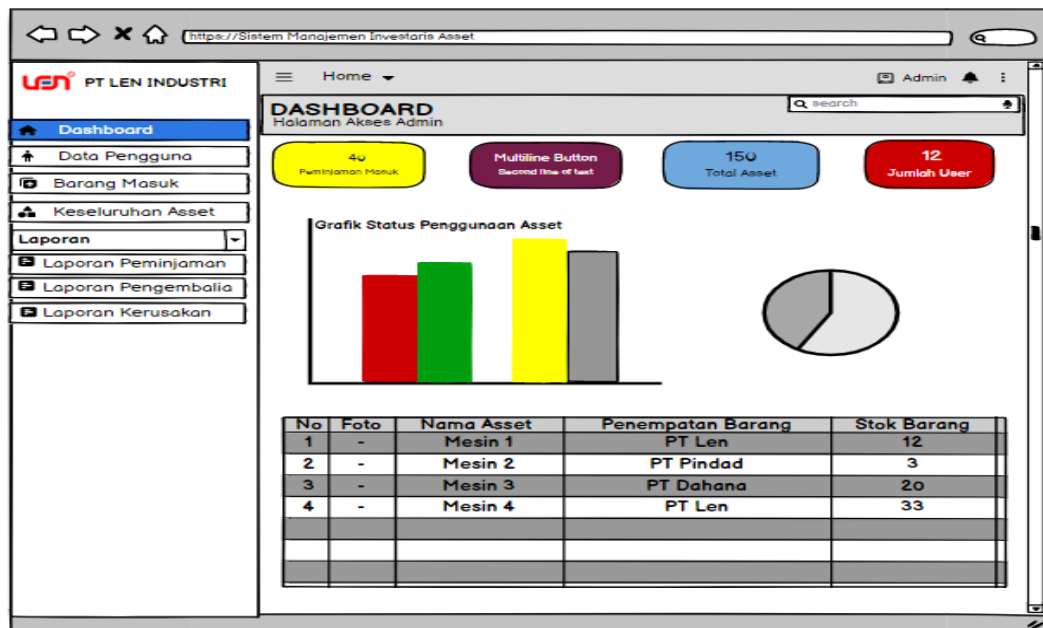 https://Sistem Manajemen Investaris Asset
Len PT LEN INDUSTRI
Home
Admin
DASHBOARD
Halaman Akses Admin
search
Dashboard
Data Pengguna
Barang Masuk
Keseluruhan Asset
Laporan
Laporan Peminjaman
Laporan Pengembalia
Laporan Kerusakan
40
Peminjaman Masuk
Multiline Button
Second line of text
150
Total Asset
12
Jumlah User
Grafik Status Penggunaan Asset
No Foto Nama Asset Penempatan Barang Stok Barang
1 - Mesin 1 PT Len 12
2 - Mesin 2 PT Pindad 3
3 - Mesin 3 PT Dahana 20
4 - Mesin 4 PT Len 33